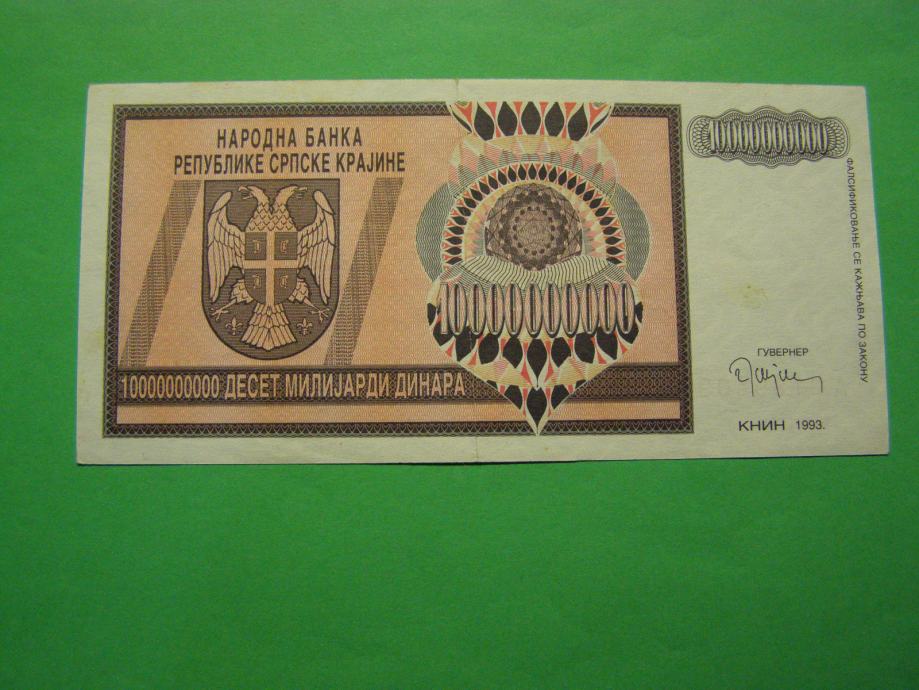 НАРОДНА БАНКА
РЕПУБЛИКЕ СРПСКЕ КРАЈИНЕ
10000000000
10000000000
10000000000 ДЕСЕТ МИЛИЈАРДИ ДИНАРА
ФАЛСИФИКОВАЊЕ СЕ КАЖЊАВА ПО ЗАКОНУ
ГУВЕРНЕР
КНИН 1993.